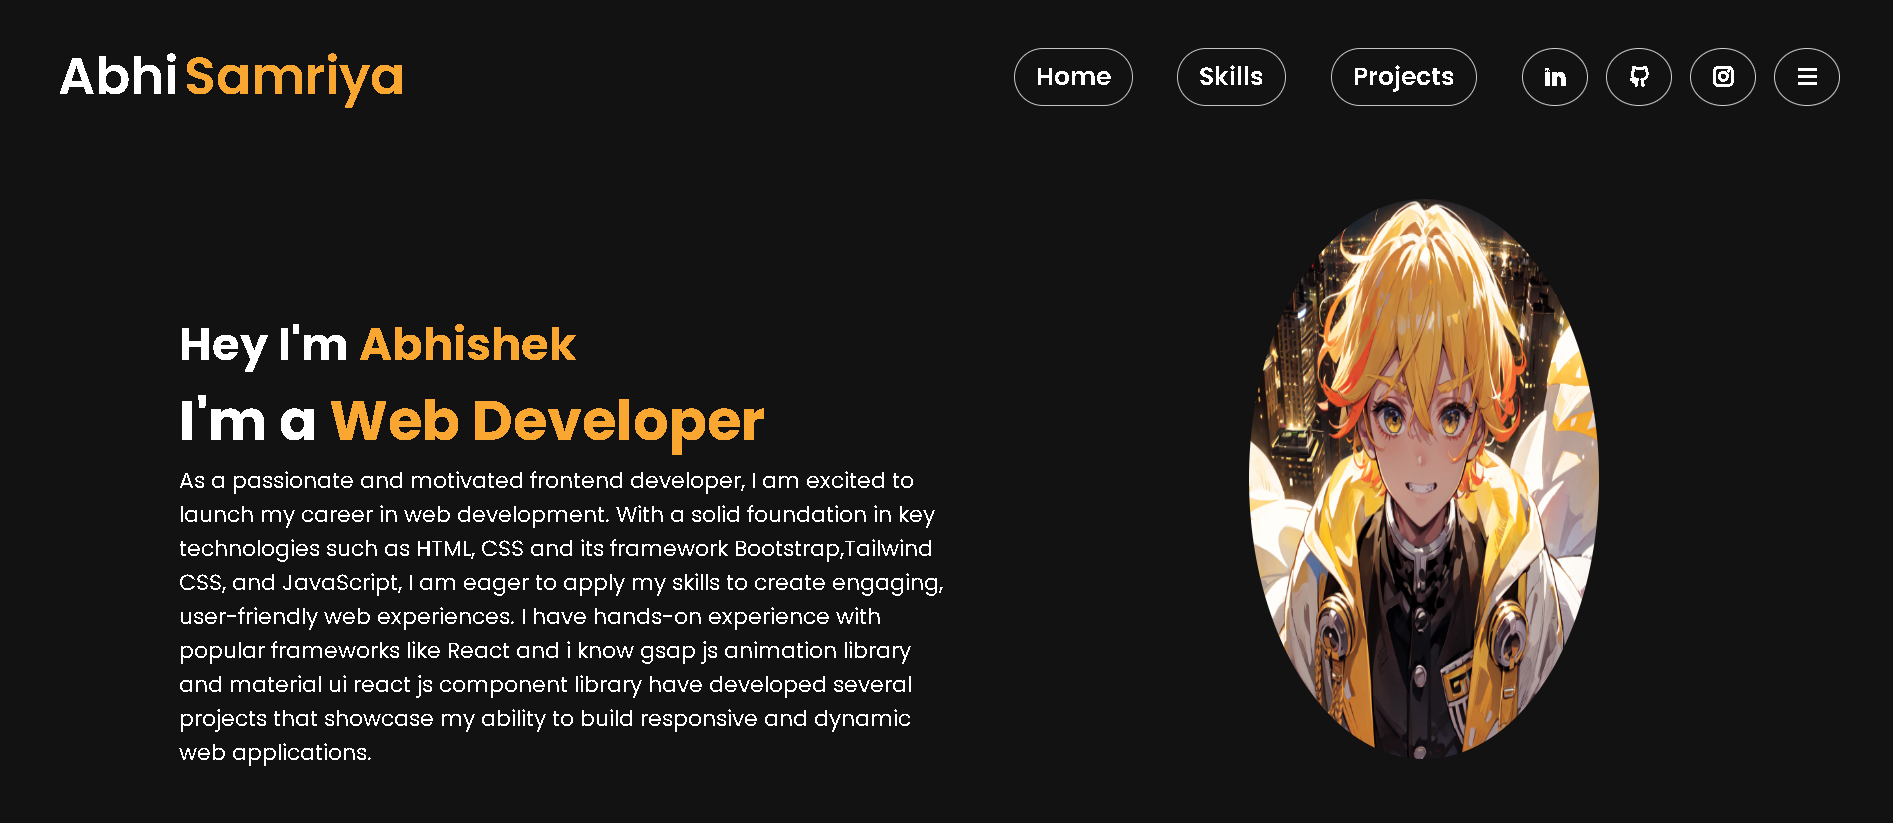 Abhi Samriya
Home Skills Projects in
Hey I'm Abhishek
I'm a Web Developer
As a passionate and motivated frontend developer, I am excited to
launch my career in web development. With a solid foundation in key
technologies such as HTML, CSS and its framework Bootstrap,Tailwind
CSS, and JavaScript, I am eager to apply my skills to create engaging,
user-friendly web experiences. I have hands-on experience with
popular frameworks like React and i know gsap js animation library
and material ui react js component library have developed several
projects that showcase my ability to build responsive and dynamic
web applications.